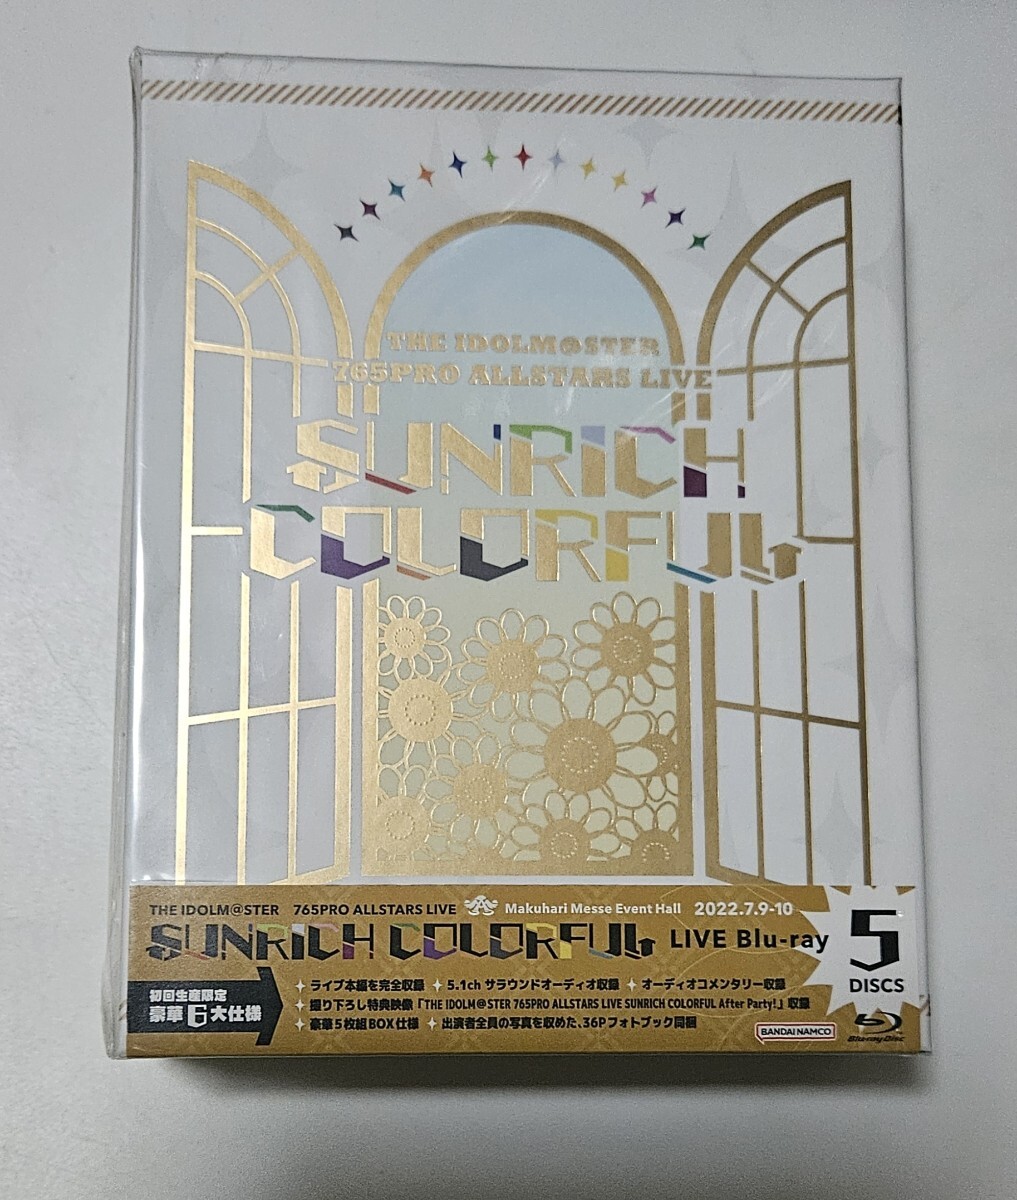 THE IDOLM@STER
765PRO ALLSTARS LIVE
SUNRICH
COLORFUL
THE IDOLM@STER 765PRO ALLSTARS LIVE Makuhari Messe Event Hall 2022.7.9-10
SUNRICH COLORFUL LIVE Blu-ray
5
DISCS
初回生産限定
豪華6大仕様
ライブ本編を完全収録 5.1ch サラウンドオーディオ収録 オーディオコメンタリー収録
撮り下ろし特典映像「THE IDOLM@STER 765PRO ALLSTARS LIVE SUNRICH COLORFUL After Party!」収録
豪華5枚組BOX仕様 出演者全員の写真を収めた、36Pフォトブック同梱
BANDAI NAMCO
Blu-ray Disc